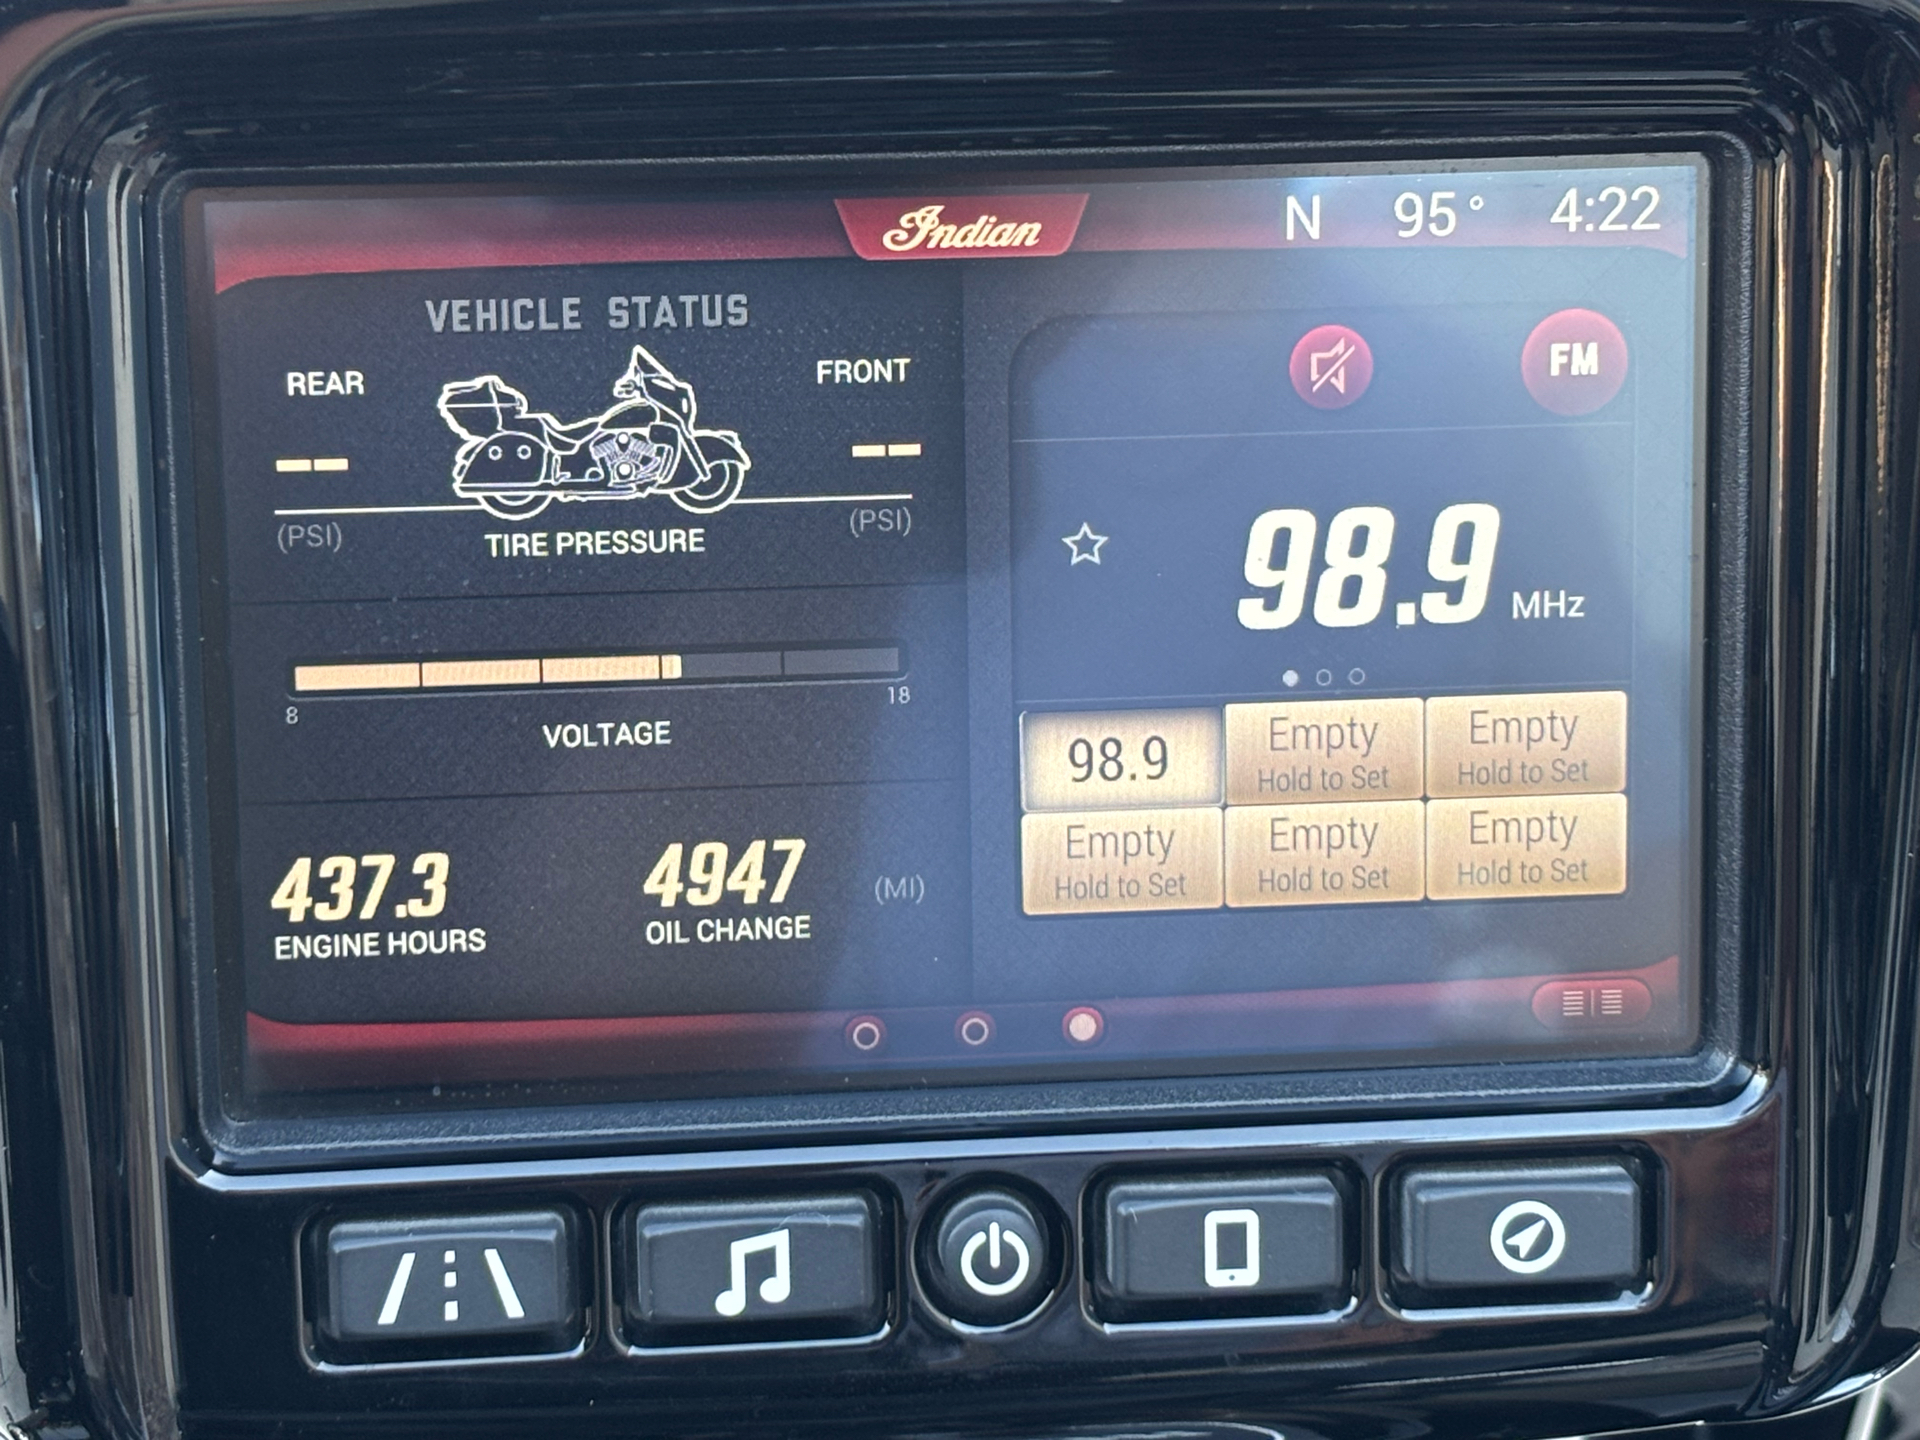 Indian
N 95° 4:22
VEHICLE STATUS
REAR
FRONT
-- --
(PSI)
(PSI)
TIRE PRESSURE
8
18
VOLTAGE
437.3
ENGINE HOURS
4947
(MI)
OIL CHANGE
FM
98.9 MHz
98.9
Empty
Hold to Set
Empty
Hold to Set
Empty
Hold to Set
Empty
Hold to Set
Empty
Hold to Set